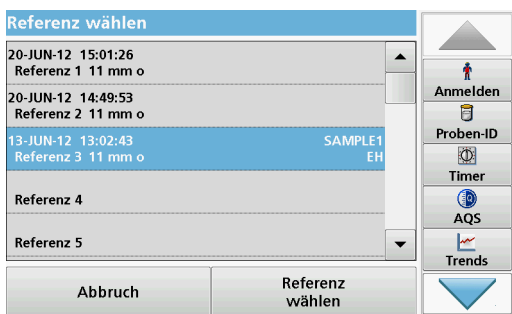 Referenz wählen
20-JUN-12 15:01:26
Referenz 1 11 mm o
20-JUN-12 14:49:53
Referenz 2 11 mm o
13-JUN-12 13:02:43 SAMPLE1
Referenz 3 11 mm o EH
Referenz 4
Referenz 5
Abbruch
Referenz
wählen
Anmelden
Proben-ID
Timer
AQS
Trends